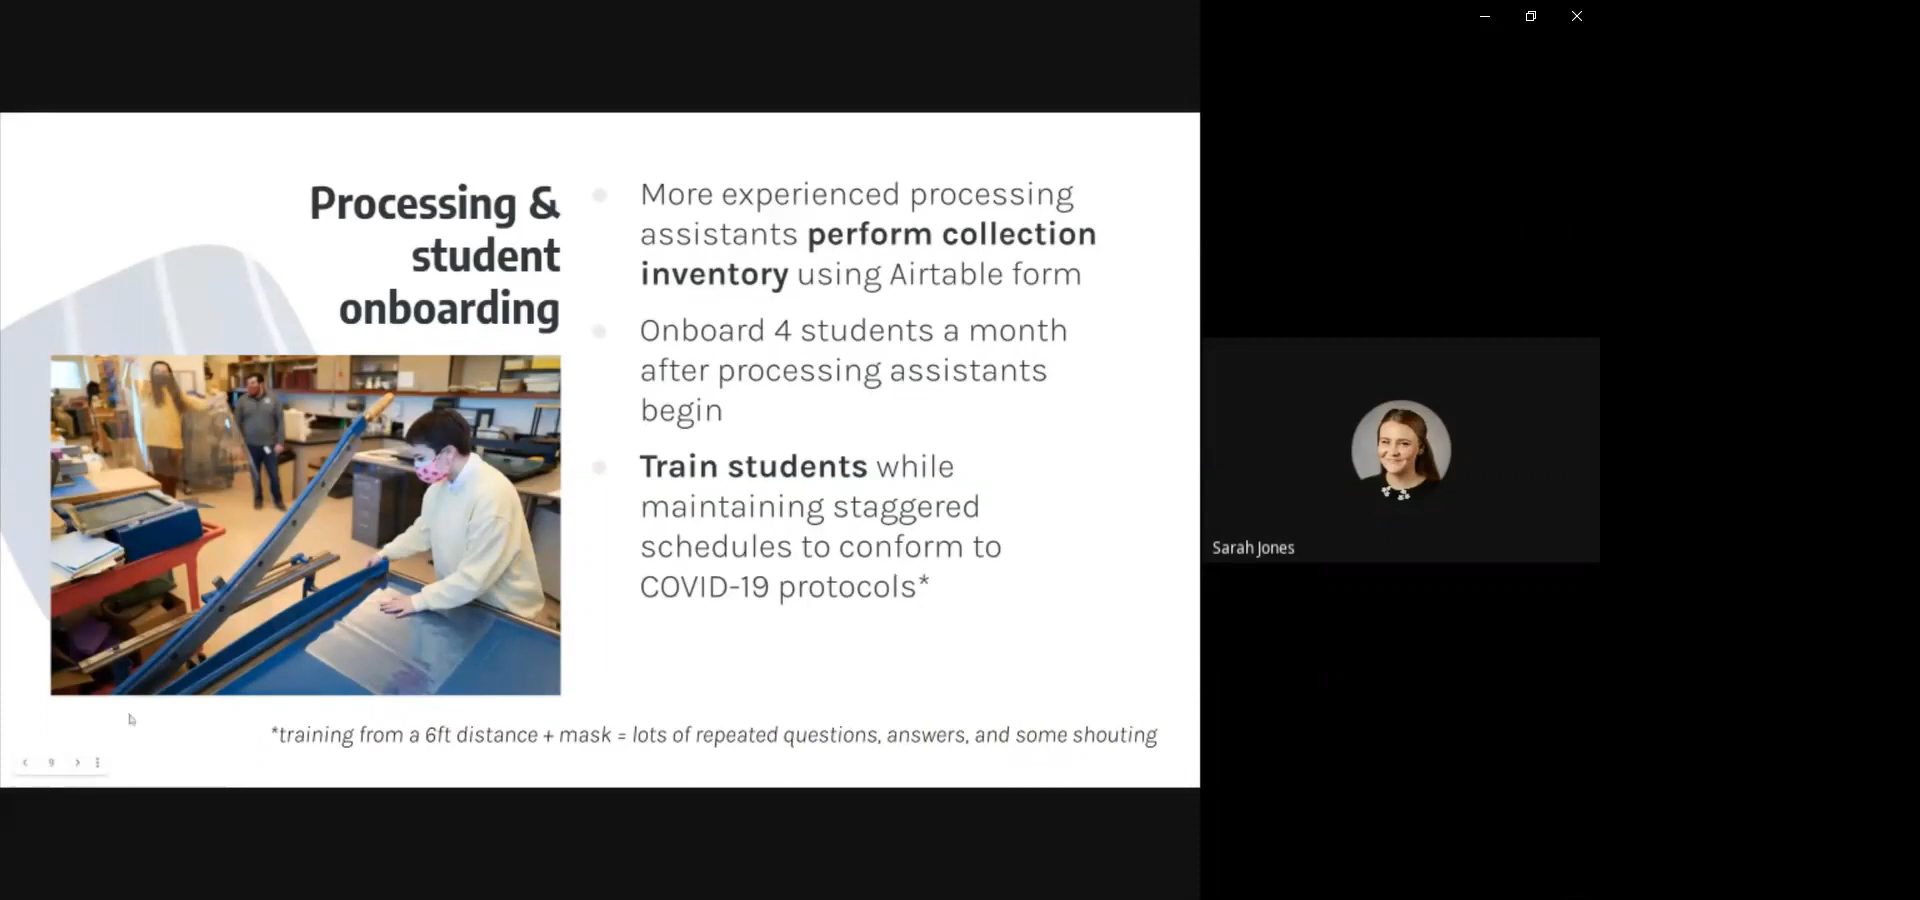 Processing &
student
onboarding
More experienced processing
assistants perform collection
inventory using Airtable form
Onboard 4 students a month
after processing assistants
begin
Train students while
maintaining staggered
schedules to conform to
COVID-19 protocols*
*training from a 6ft distance + mask = lots of repeated questions, answers, and some shouting
9
Sarah Jones